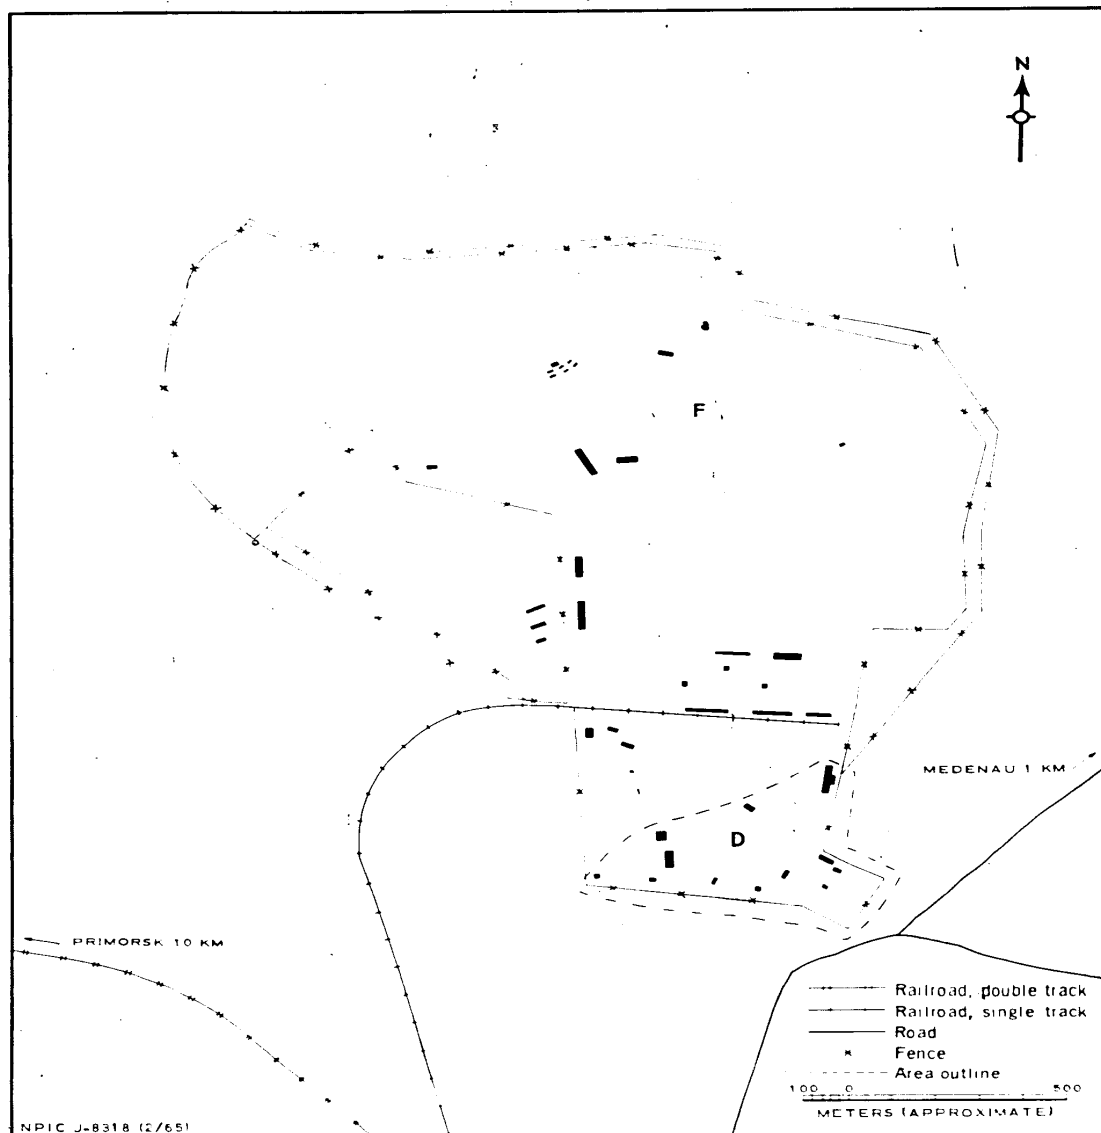 N
F
MEDENAU 1 KM
D
PRIMORSK 10 KM
Railroad, double track
Railroad, single track
Road
Fence
Area outline
100 0 500
METERS (APPROXIMATE)
NPIC J-8318 (2/65)